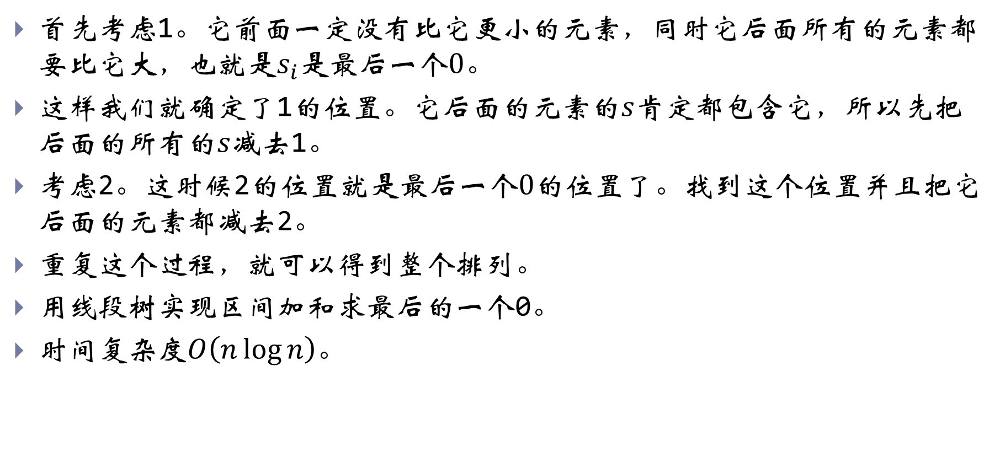 首先考虑1。它前面一定没有比它更小的元素，同时它后面所有的元素都
要比它大，也就是s_i是最后一个0。
这样我们就确定了1的位置。它后面的元素的s肯定都包含它，所以先把
后面的所有的s减去1。
考虑2。这时候2的位置就是最后一个0的位置了。找到这个位置并且把它
后面的元素都减去2。
重复这个过程，就可以得到整个排列。
用线段树实现区间加和求最后的一个0。
时间复杂度O(n log n)。